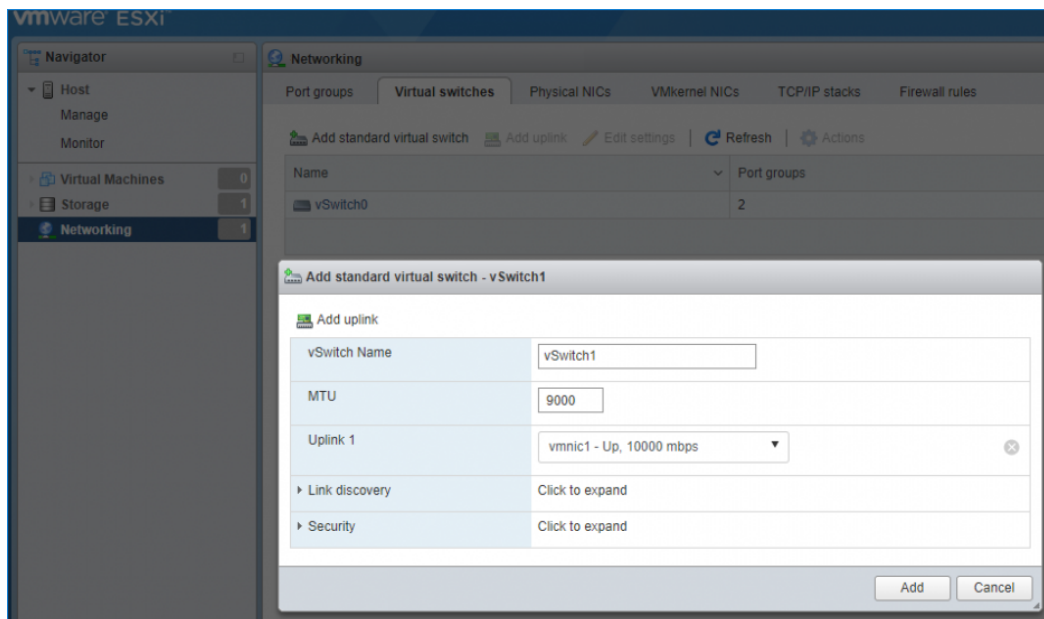 vmware ESXi™
Navigator
Networking
Host
Manage
Monitor
Virtual Machines 0
Storage 1
Networking 1
Port groups Virtual switches Physical NICs VMkernel NICs TCP/IP stacks Firewall rules
Add standard virtual switch Add uplink Edit settings | Refresh | Actions
Name Port groups
vSwitch0 2
Add standard virtual switch - vSwitch1
Add uplink
vSwitch Name vSwitch1
MTU 9000
Uplink 1 vmnic1 - Up, 10000 mbps
Link discovery Click to expand
Security Click to expand
Add Cancel